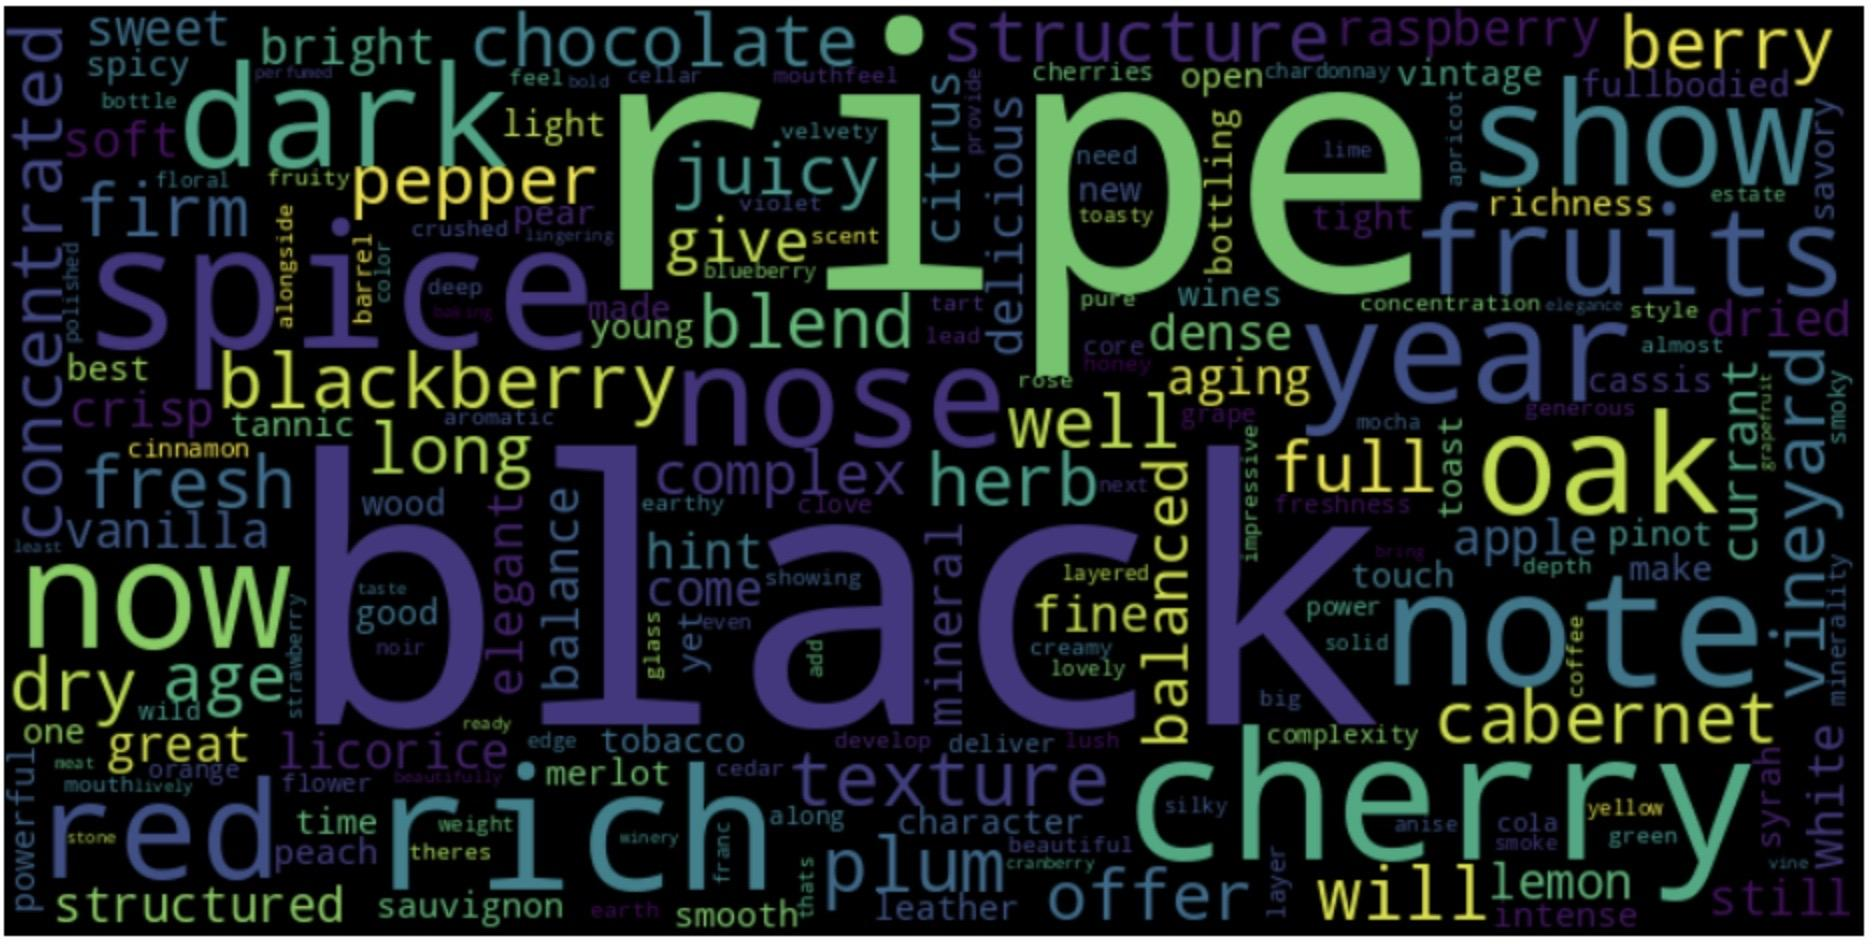 sweet
bright
chocolate
structure
raspberry
berry
spicy
perfumed
feel
bold
cellar
mouthfeel
cherries
open
chardonnay
vintage
fullbodied
bottle
dark
light
ripe
velvety
citrus
provide
delicious
bottling
need
lime
apricot
show
savory
concentrated
soft
floral
fruity
pepper
juicy
new
toasty
tight
richness
estate
firm
alongside
barrel
color
crushed
pear
lingering
violet
give
scent
blueberry
fruits
polished
spice
deep
baking
made
young
blend
tart
lead
pure
wines
concentration
elegance
style
dried
dense
year
almost
best
blackberry
nose
core
honey
rose
well
aging
cassis
currant
grapefruit
vineyard
smoky
crisp
tannic
aromatic
grape
mocha
generous
cinnamon
long
complex
herb
next
balanced
impressive
full
toast
oak
fresh
wood
elegant
balance
earthy
clove
mineral
freshness
vanilla
least
black
hint
bring
apple
pinot
now
taste
good
noir
come
showing
layered
fine
touch
depth
make
strawberry
glass
yet
even
add
creamy
lovely
power
solid
note
coffee
minerality
dry
age
wild
big
one
great
ready
licorice
edge
tobacco
develop
deliver
lush
complexity
cabernet
meat
orange
mouth
lively
flower
beautifully
merlot
cedar
texture
cherry
syrah
white
powerful
red
stone
time
peach
rich
weight
theres
winery
franc
along
character
silky
anise
cola
smoke
yellow
green
thats
plum
beautiful
cranberry
layer
vine
structured
sauvignon
earth
smooth
leather
offer
will
lemon
intense
still